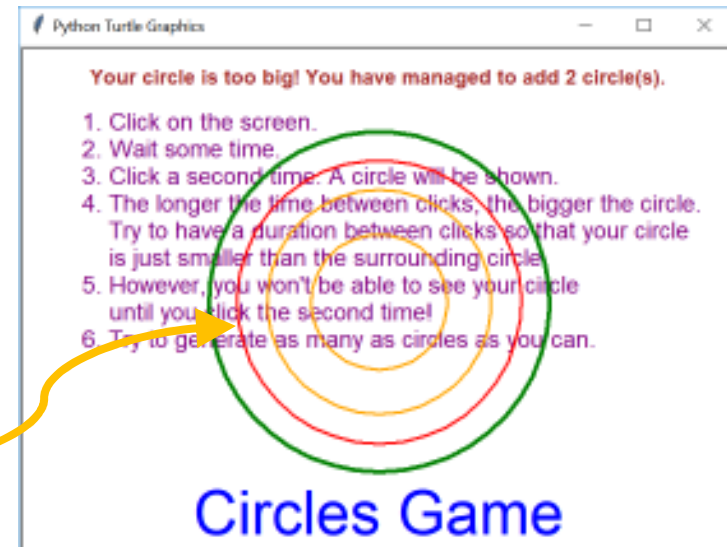 Python Turtle Graphics
Your circle is too big! You have managed to add 2 circle(s).
1. Click on the screen.
2. Wait some time.
3. Click a second time. A circle will be shown.
4. The longer the time between clicks, the bigger the circle.
Try to have a duration between clicks so that your circle
is just smaller than the surrounding circle.
5. However, you won't be able to see your circle
until you click the second time!
6. Try to generate as many as circles as you can.
Circles Game